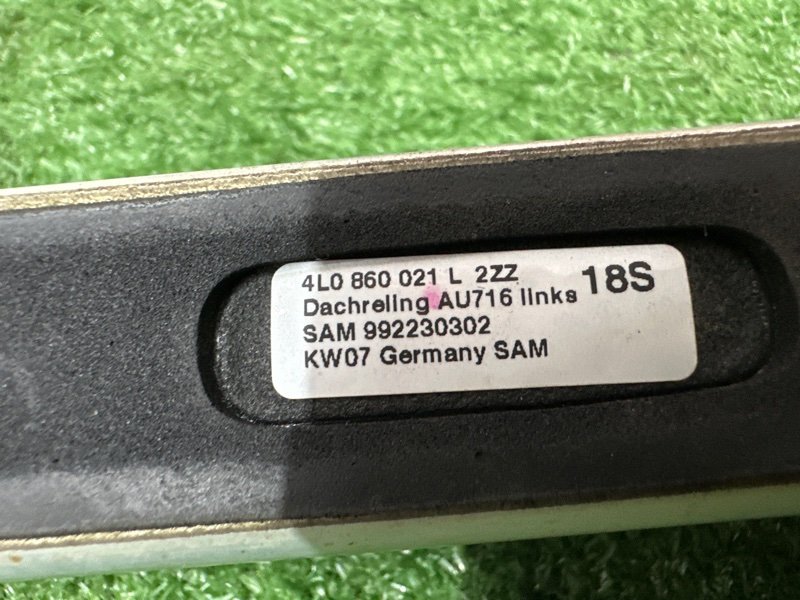 4L0 860 021 L 2ZZ 18S
Dachreling AU716 links
SAM 992230302
KW07 Germany SAM